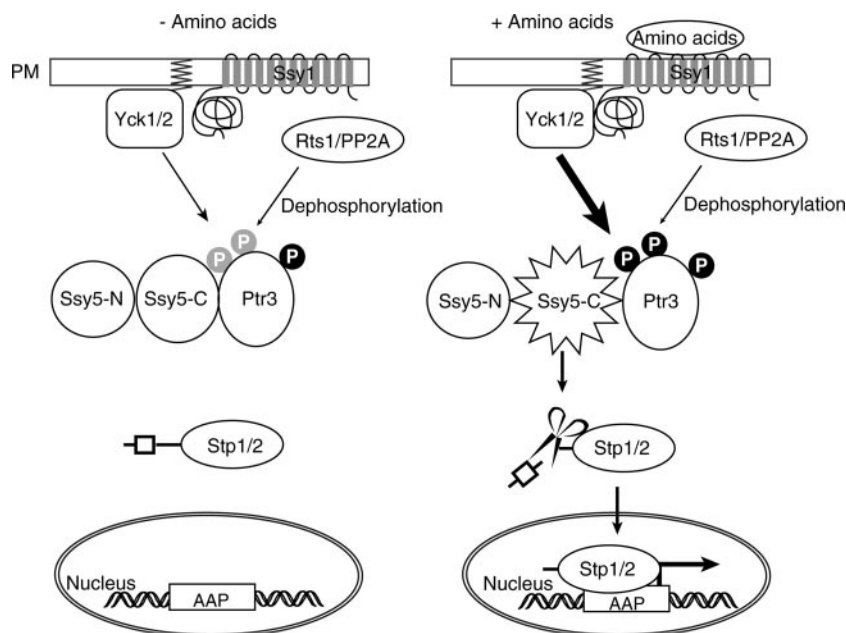 - Amino acids
PM
Ssy1
Yck1/2
Rts1/PP2A
Dephosphorylation
P
P
P
Ssy5-N
Ssy5-C
Ptr3
Stp1/2
Nucleus
AAP
+ Amino acids
Amino acids
Ssy1
Yck1/2
Rts1/PP2A
Dephosphorylation
P
P
P
Ssy5-N
Ssy5-C
Ptr3
Stp1/2
Stp1/2
Nucleus
AAP